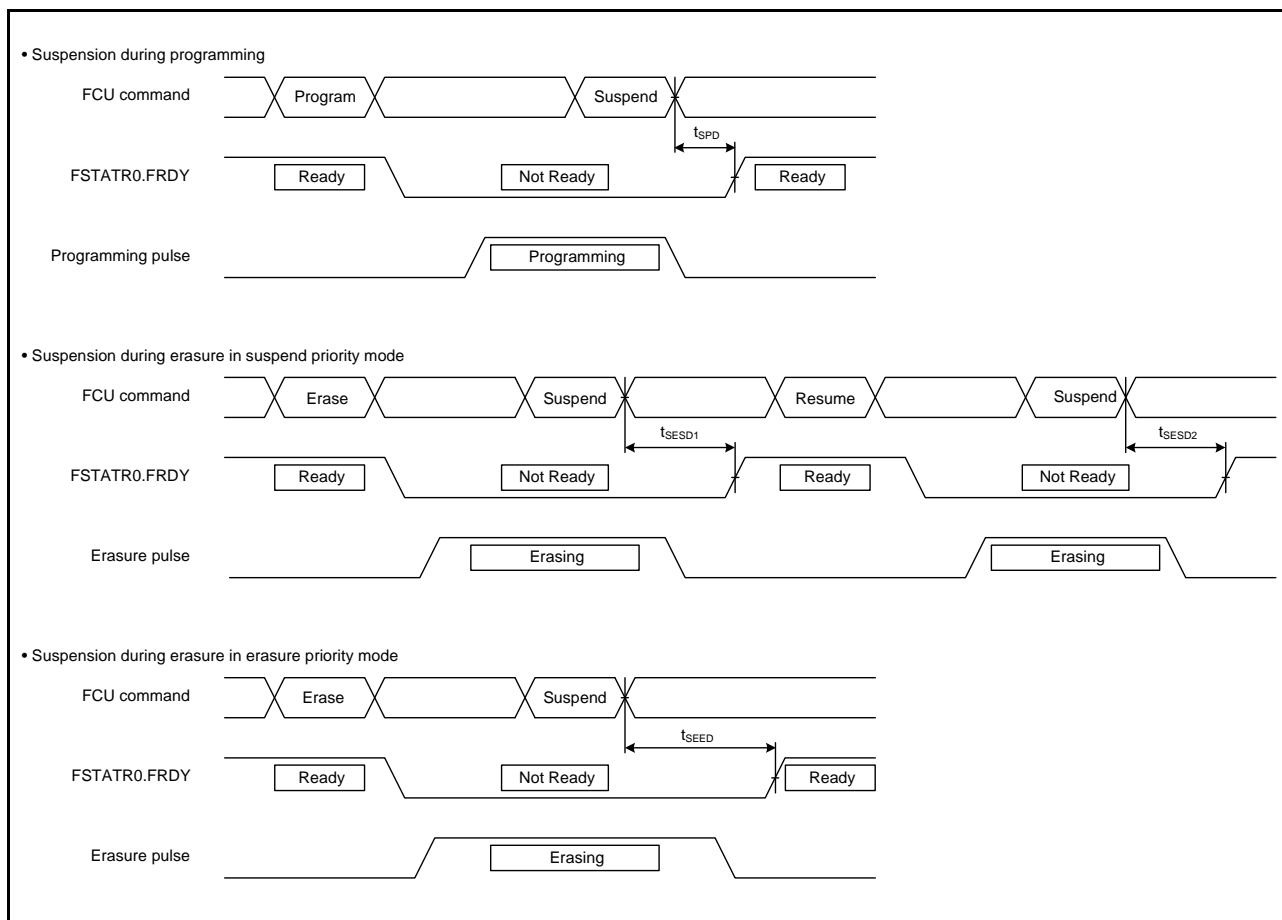 • Suspension during programming
FCU command
Program
Suspend
tSPD
FSTATR0.FRDY
Ready
Not Ready
Ready
Programming pulse
Programming
• Suspension during erasure in suspend priority mode
FCU command
Erase
Suspend
Resume
Suspend
tSESD1
tSESD2
FSTATR0.FRDY
Ready
Not Ready
Ready
Not Ready
Erasure pulse
Erasing
Erasing
• Suspension during erasure in erasure priority mode
FCU command
Erase
Suspend
tSEED
FSTATR0.FRDY
Ready
Not Ready
Ready
Erasure pulse
Erasing